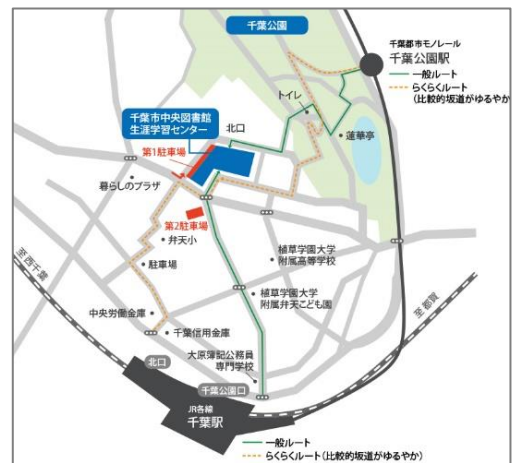 千葉公園
千葉都市モノレール
千葉公園駅
一般ルート
らくらくルート
(比較的坂道がゆるやか)
トイレ
蓮華亭
千葉市中央図書館
生涯学習センター
北口
第1駐車場
暮らしのプラザ
第2駐車場
弁天小
駐車場
植草学園大学
附属高等学校
植草学園大学
附属弁天こども園
至西千葉
至都賀
中央労働金庫
千葉信用金庫
大原簿記公務員
専門学校
北口
千葉公園口
JR各線
千葉駅
一般ルート
らくらくルート(比較的坂道がゆるやか)